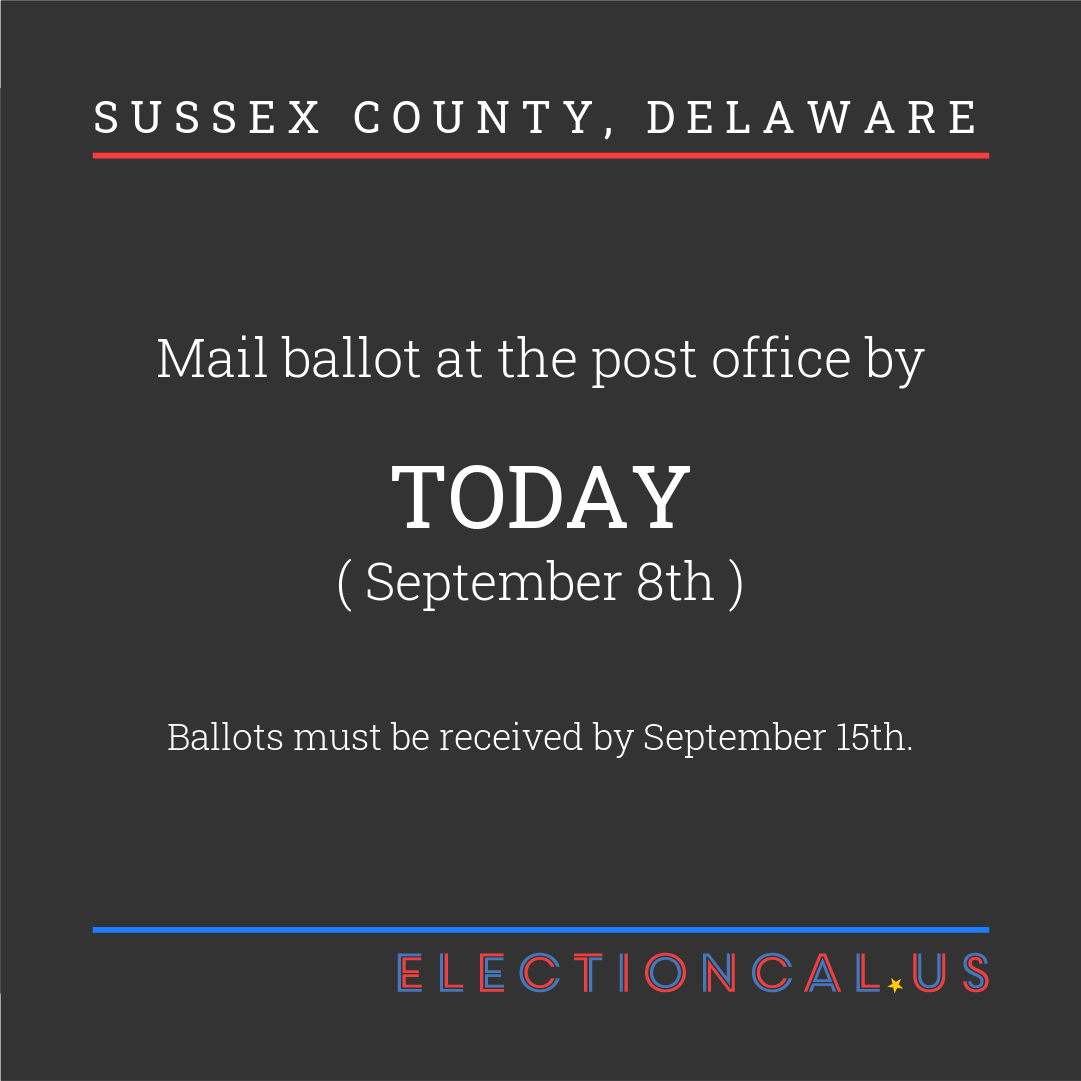 SUSSEX COUNTY, DELAWARE
Mail ballot at the post office by
TODAY
( September 8th )
Ballots must be received by September 15th.
ELECTIONCAL.US